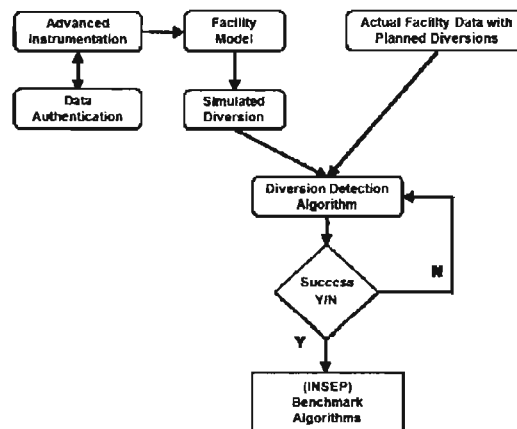 Advanced
Instrumentation
Facility
Model
Actual Facility Data with
Planned Diversions
Data
Authentication
Simulated
Diversion
Diversion Detection
Algorithm
Success
Y/N
N
Y
(INSEP)
Benchmark
Algorithms